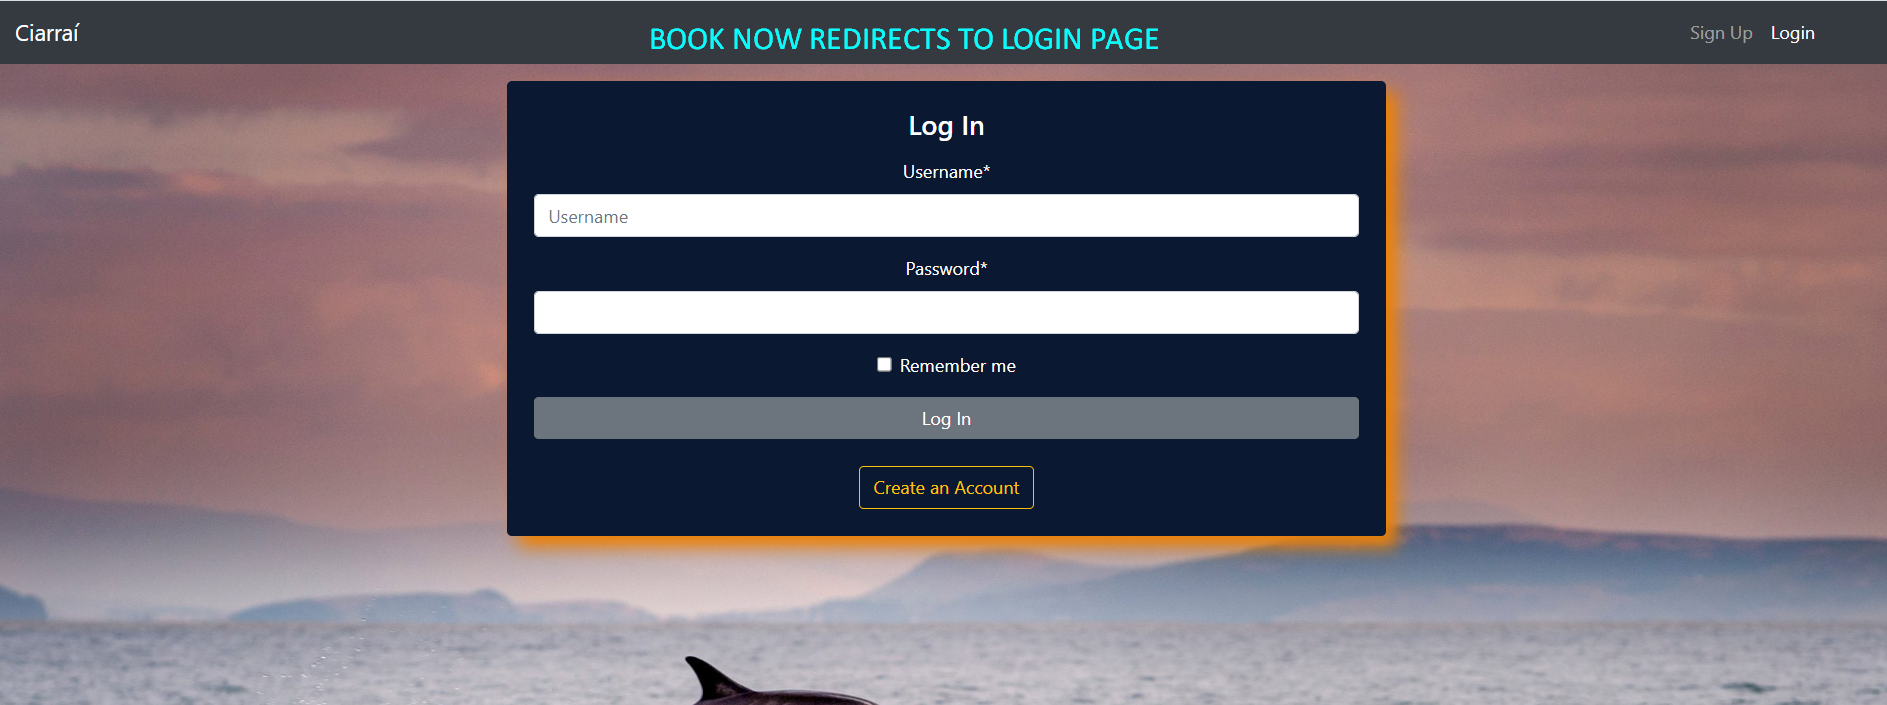 Ciarraí
BOOK NOW REDIRECTS TO LOGIN PAGE
Sign Up
Login
Log In
Username*
Username
Password*
Remember me
Log In
Create an Account